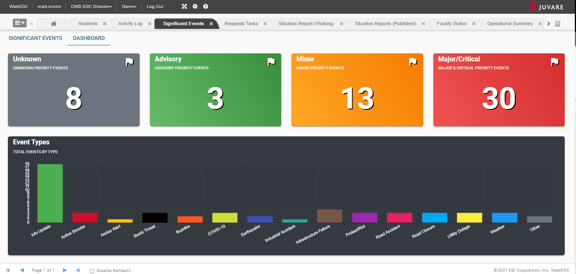 WebEOC matt.cronin CMD EOC Director Demo Log Out JUVARE
Incidents Activity Log Significant Events Requests Tasks Situation Report (Working) Situation Reports (Published) Facility Status Operational Summary
SIGNIFICANT EVENTS DASHBOARD
Unknown
UNKNOWN PRIORITY EVENTS
8
Advisory
ADVISORY PRIORITY EVENTS
3
Minor
MINOR PRIORITY EVENTS
13
Major/Critical
MAJOR & CRITICAL PRIORITY EVENTS
30
Event Types
TOTAL EVENTS BY TYPE
Info Update Active Shooter Amber Alert Bomb Threat Bushfire COVID-19 Earthquake Industrial Accident Infrastructure Failure Protest/Riot Road Accident Road Closure Utility Outage Weather Other
Page 1 of 1 Disable Refresh? ©2021 ESi Acquisition, Inc. WebEOC